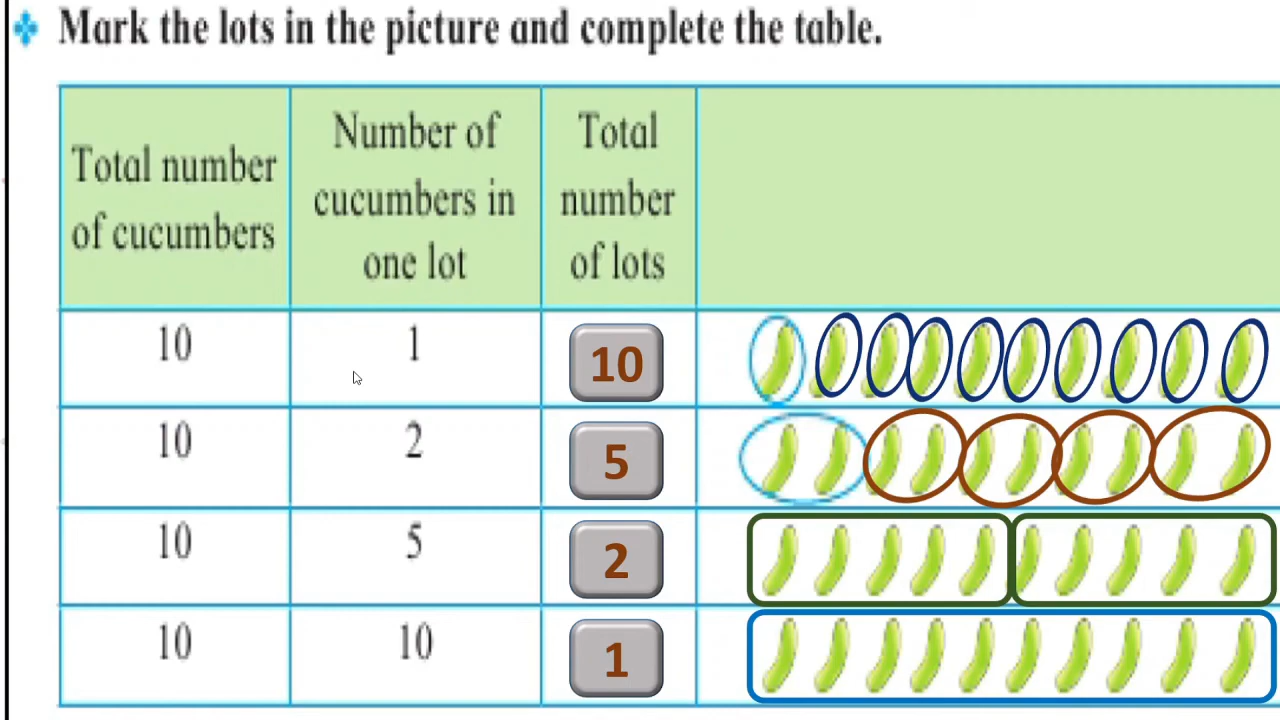 Mark the lots in the picture and complete the table.
Total number of cucumbers
Number of cucumbers in one lot
Total number of lots
10 1 10
10 2 5
10 5 2
10 10 1